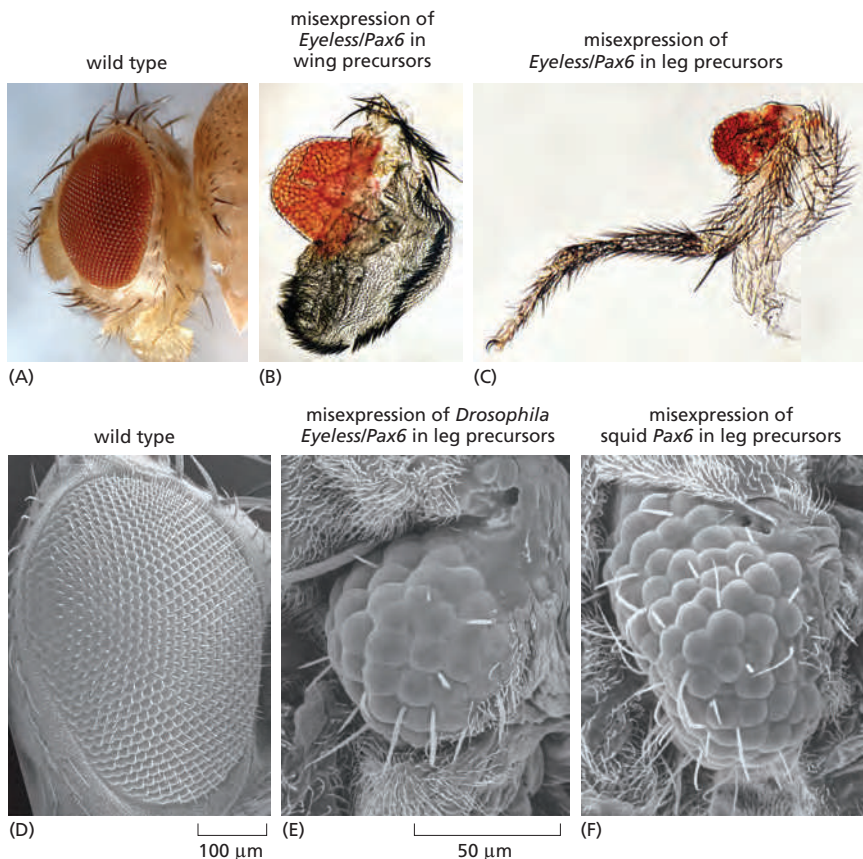 wild type
misexpression of
Eyeless/Pax6 in
wing precursors
misexpression of
Eyeless/Pax6 in leg precursors
(A)
(B)
(C)
wild type
misexpression of Drosophila
Eyeless/Pax6 in leg precursors
misexpression of
squid Pax6 in leg precursors
(D)
(E)
(F)
100 μm
50 μm